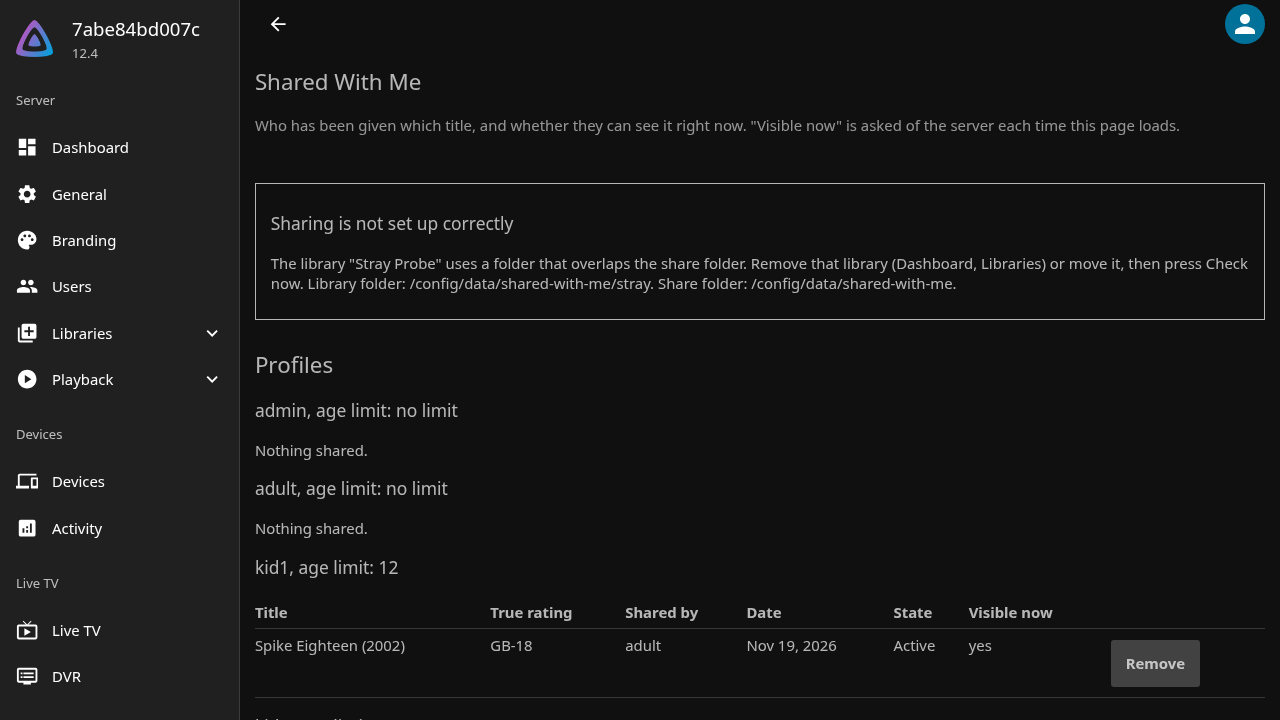 7abe84bd007c
12.4
Server
Dashboard
General
Branding
Users
Libraries
Playback
Devices
Devices
Activity
Live TV
Live TV
DVR
Shared With Me
Who has been given which title, and whether they can see it right now. "Visible now" is asked of the server each time this page loads.
Sharing is not set up correctly
The library "Stray Probe" uses a folder that overlaps the share folder. Remove that library (Dashboard, Libraries) or move it, then press Check
now. Library folder: /config/data/shared-with-me/stray. Share folder: /config/data/shared-with-me.
Profiles
admin, age limit: no limit
Nothing shared.
adult, age limit: no limit
Nothing shared.
kid1, age limit: 12
Title True rating Shared by Date State Visible now
Spike Eighteen (2002) GB-18 adult Nov 19, 2026 Active yes Remove